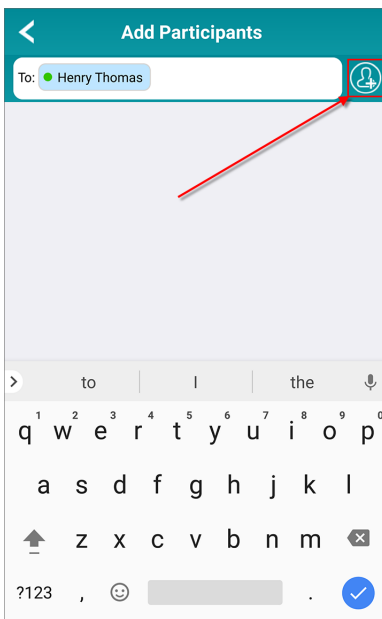 Add Participants
To: Henry Thomas
to I the
1 2 3 4 5 6 7 8 9 0
q w e r t y u i o p
a s d f g h j k l
z x c v b n m
?123 , .